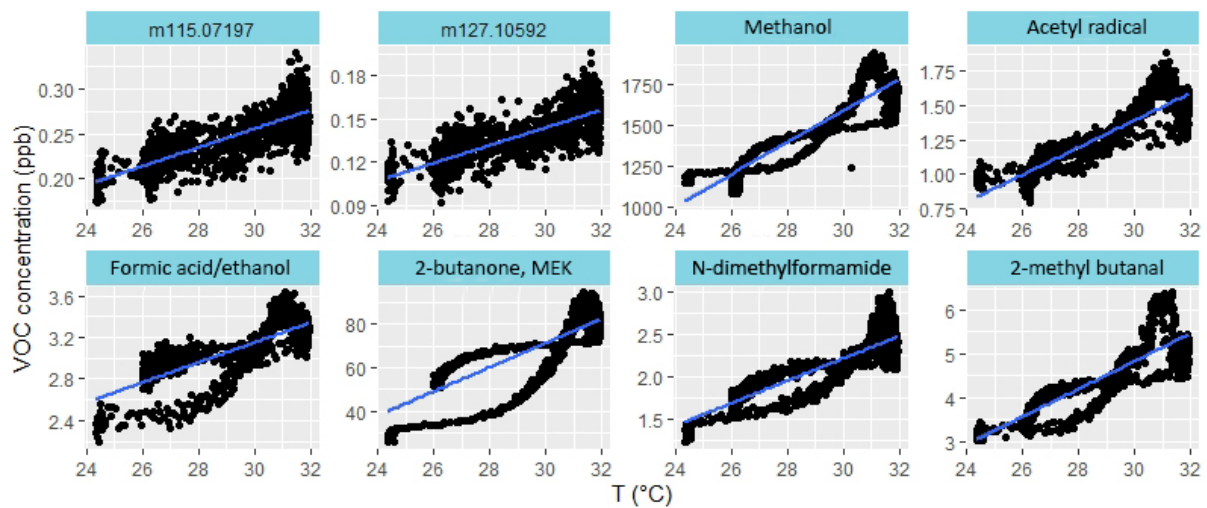 m115.07197
m127.10592
Methanol
Acetyl radical
0.30
0.25
0.20
0.18
0.15
0.12
0.09
1750
1500
1250
1000
1.75
1.50
1.25
1.00
0.75
24 26 28 30 32
24 26 28 30 32
24 26 28 30 32
24 26 28 30 32
VOC concentration (ppb)
Formic acid/ethanol
2-butanone, MEK
N-dimethylformamide
2-methyl butanal
3.6
3.2
2.8
2.4
80
60
40
3.0
2.5
2.0
1.5
6
5
4
3
24 26 28 30 32
24 26 28 30 32
24 26 28 30 32
24 26 28 30 32
T (°C)